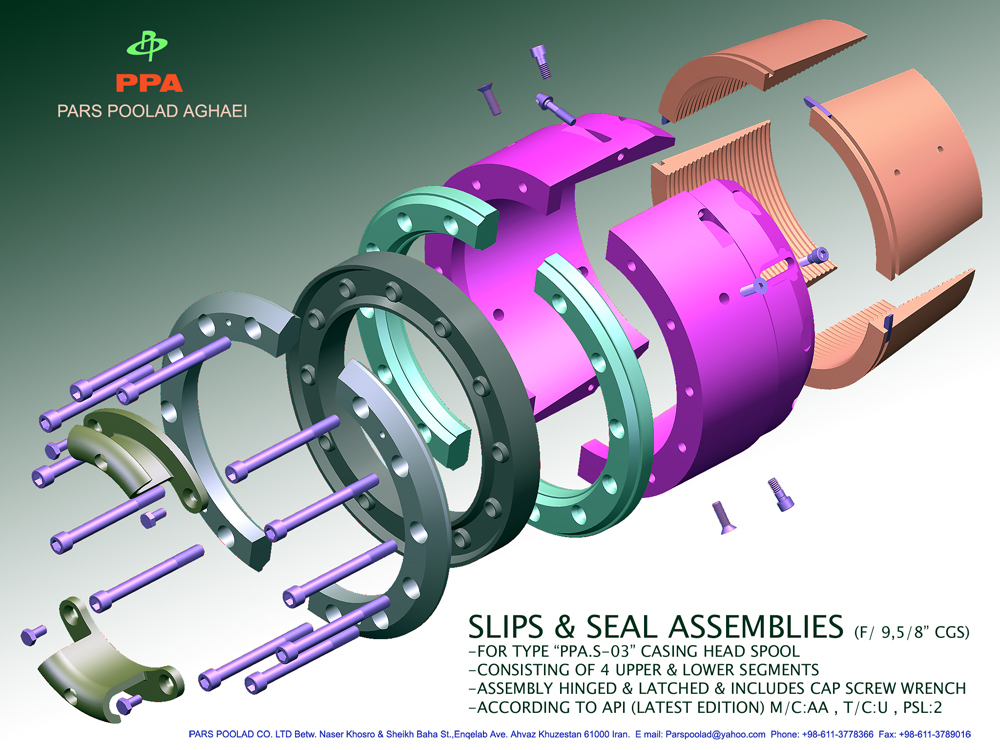 PPA
PARS POOLAD AGHAEI
SLIPS & SEAL ASSEMBLIES (F/ 9,5/8” CGS)
-FOR TYPE “PPA.S-03” CASING HEAD SPOOL
-CONSISTING OF 4 UPPER & LOWER SEGMENTS
-ASSEMBLY HINGED & LATCHED & INCLUDES CAP SCREW WRENCH
-ACCORDING TO API (LATEST EDITION) M/C:AA , T/C:U , PSL:2
PARS POOLAD CO. LTD Betw. Naser Khosro & Sheikh Baha St.,Enqelab Ave. Ahvaz Khuzestan 61000 Iran. E mail: Parspoolad@yahoo.com Phone: +98-611-3778366 Fax: +98-611-3789016